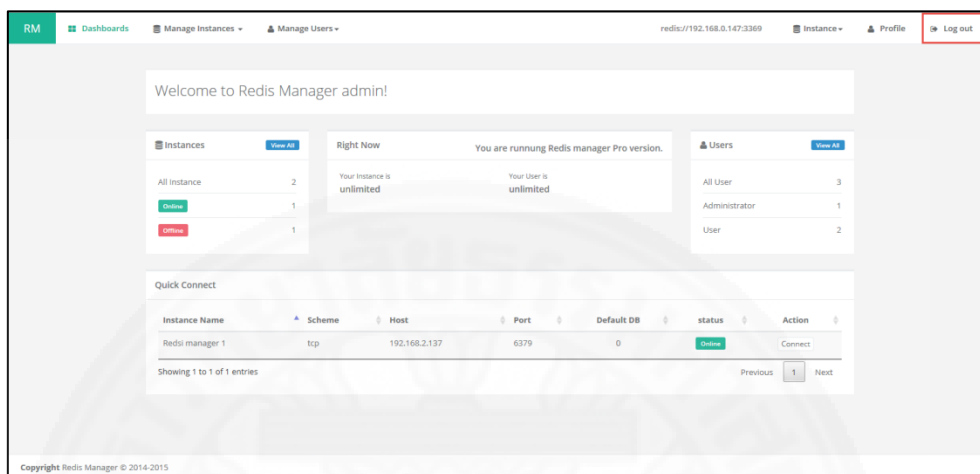 RM Dashboards Manage Instances Manage Users redis://192.168.0.147:3369 Instance Profile Log out
Welcome to Redis Manager admin!
Instances View All
All instance 2
Online 1
Offline 1
Right Now You are runnung Redis manager Pro version.
Your Instance is Your User is
unlimited unlimited
Users View All
All User 3
Administrator 1
User 2
Quick Connect
Instance Name Scheme Host Port Default DB status Action
Redsi manager 1 tcp 192.168.2.137 6379 0 Online Connect
Showing 1 to 1 of 1 entries Previous 1 Next
Copyright Redis Manager © 2014-2015